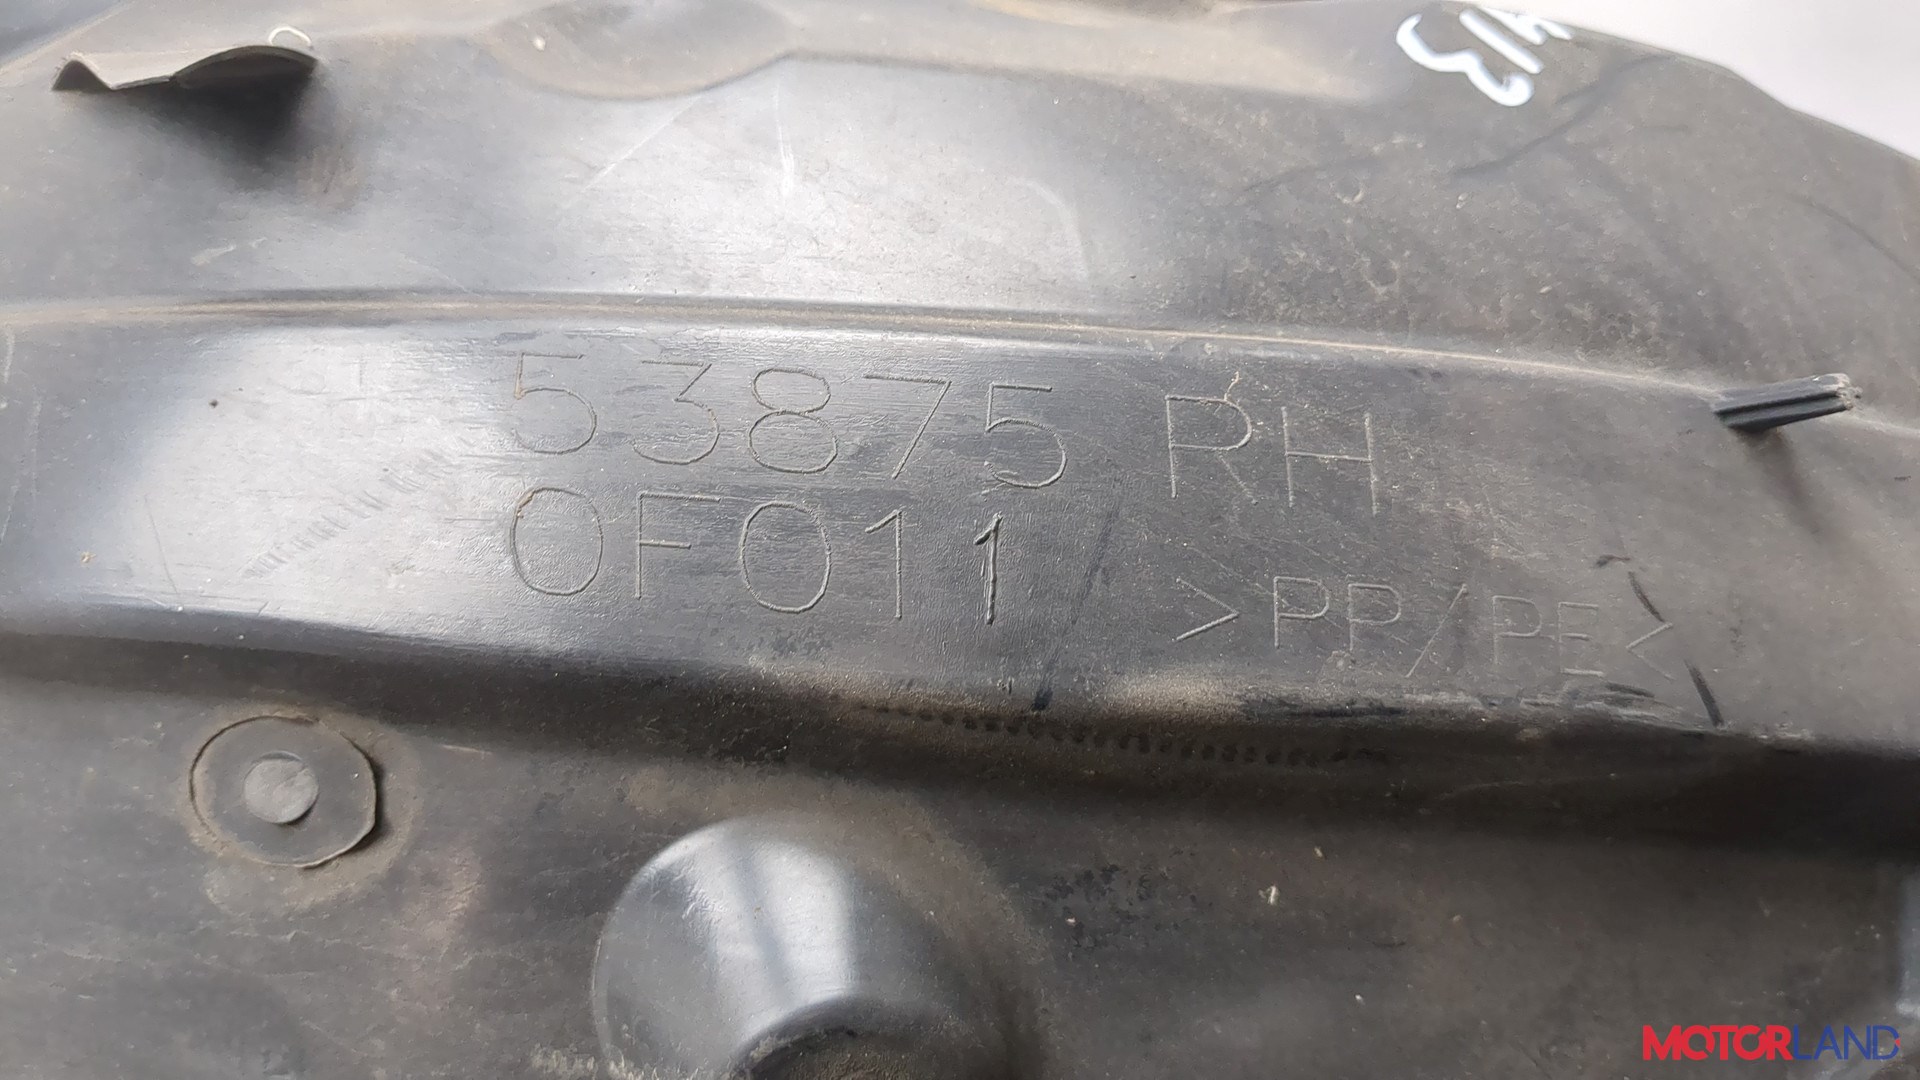 53875 RH
0F011
>PP/PE<
MOTORLAND